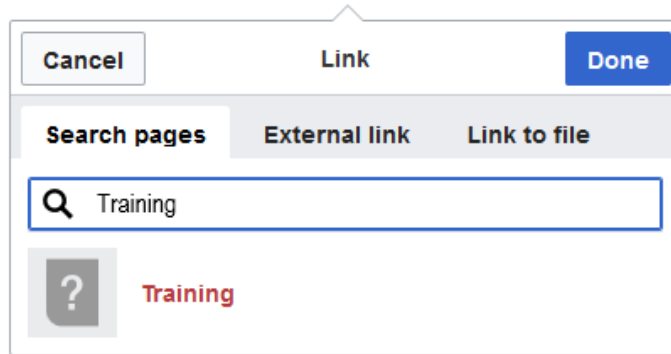 Cancel Link Done
Search pages External link Link to file
Training
? Training